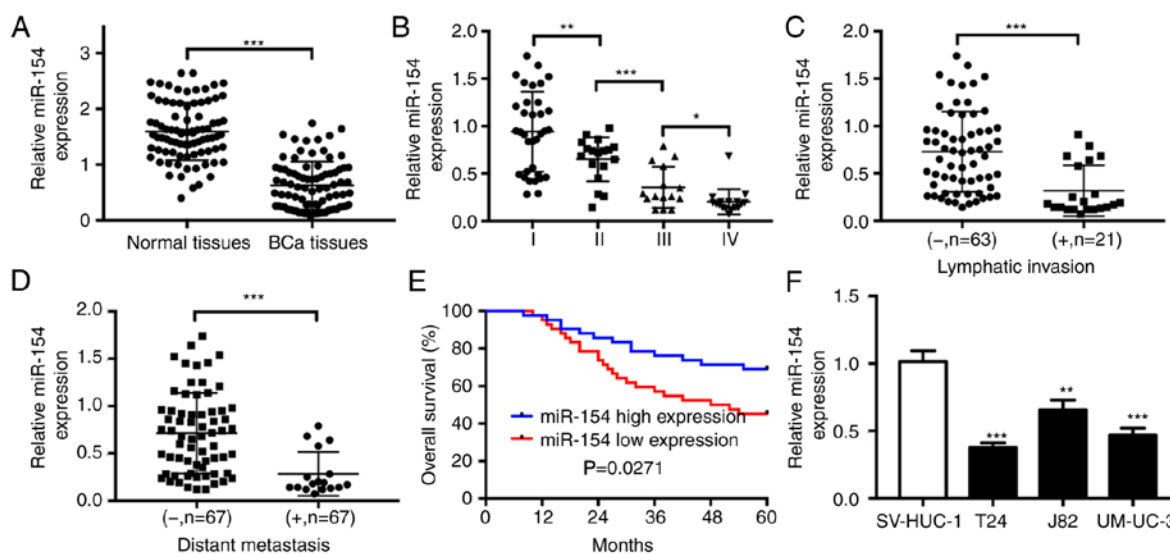 A
Relative miR-154
expression
3
2
1
0
***
Normal tissues
BCa tissues
B
Relative miR-154
expression
2.0
1.5
1.0
0.5
0.0
**
***
*
I
II
III
IV
C
Relative miR-154
expression
2.0
1.5
1.0
0.5
0.0
***
(−,n=63)
(+,n=21)
Lymphatic invasion
D
Relative miR-154
expression
2.0
1.5
1.0
0.5
0.0
***
(−,n=67)
(+,n=67)
Distant metastasis
E
Overall survival (%)
100
80
60
40
20
0
miR-154 high expression
miR-154 low expression
P=0.0271
0
12
24
36
48
60
Months
F
Relative miR-154
expression
1.5
1.0
0.5
0.0
***
**
***
SV-HUC-1
T24
J82
UM-UC-3